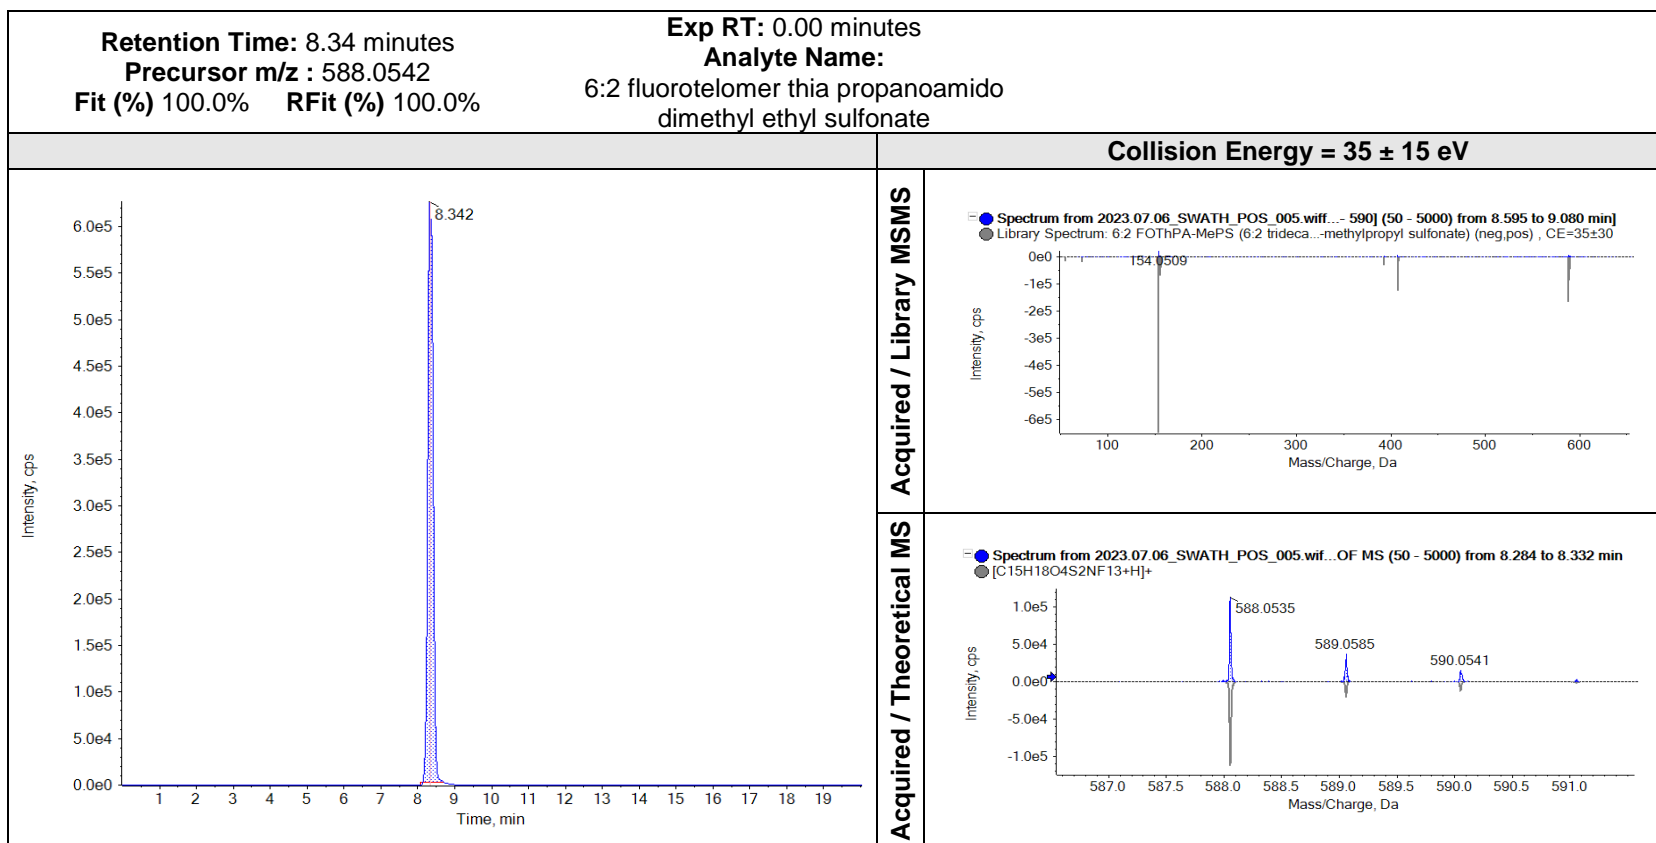 Retention Time: 8.34 minutes
Precursor m/z : 588.0542
Fit (%) 100.0% RFit (%) 100.0%
Exp RT: 0.00 minutes
Analyte Name:
6:2 fluorotelomer thia propanoamido
dimethyl ethyl sulfonate
Collision Energy = 35 ± 15 eV
8.342
6.0e5
5.5e5
5.0e5
4.5e5
4.0e5
3.5e5
3.0e5
2.5e5
2.0e5
1.5e5
1.0e5
5.0e4
0.0e0
Intensity, cps
1 2 3 4 5 6 7 8 9 10 11 12 13 14 15 16 17 18 19
Time, min
Acquired / Library MSMS
Spectrum from 2023.07.06_SWATH_POS_005.wiff...- 590] (50 - 5000) from 8.595 to 9.080 min]
Library Spectrum: 6:2 FOThPA-MePS (6:2 trideca...-methylpropyl sulfonate) (neg,pos) , CE=35±30
154.0509
0e0
-1e5
-2e5
-3e5
-4e5
-5e5
-6e5
Intensity, cps
100 200 300 400 500 600
Mass/Charge, Da
Acquired / Theoretical MS
Spectrum from 2023.07.06_SWATH_POS_005.wif...OF MS (50 - 5000) from 8.284 to 8.332 min
[C15H18O4S2NF13+H]+
588.0535
589.0585
590.0541
1.0e5
5.0e4
0.0e0
-5.0e4
-1.0e5
Intensity, cps
587.0 587.5 588.0 588.5 589.0 589.5 590.0 590.5 591.0
Mass/Charge, Da